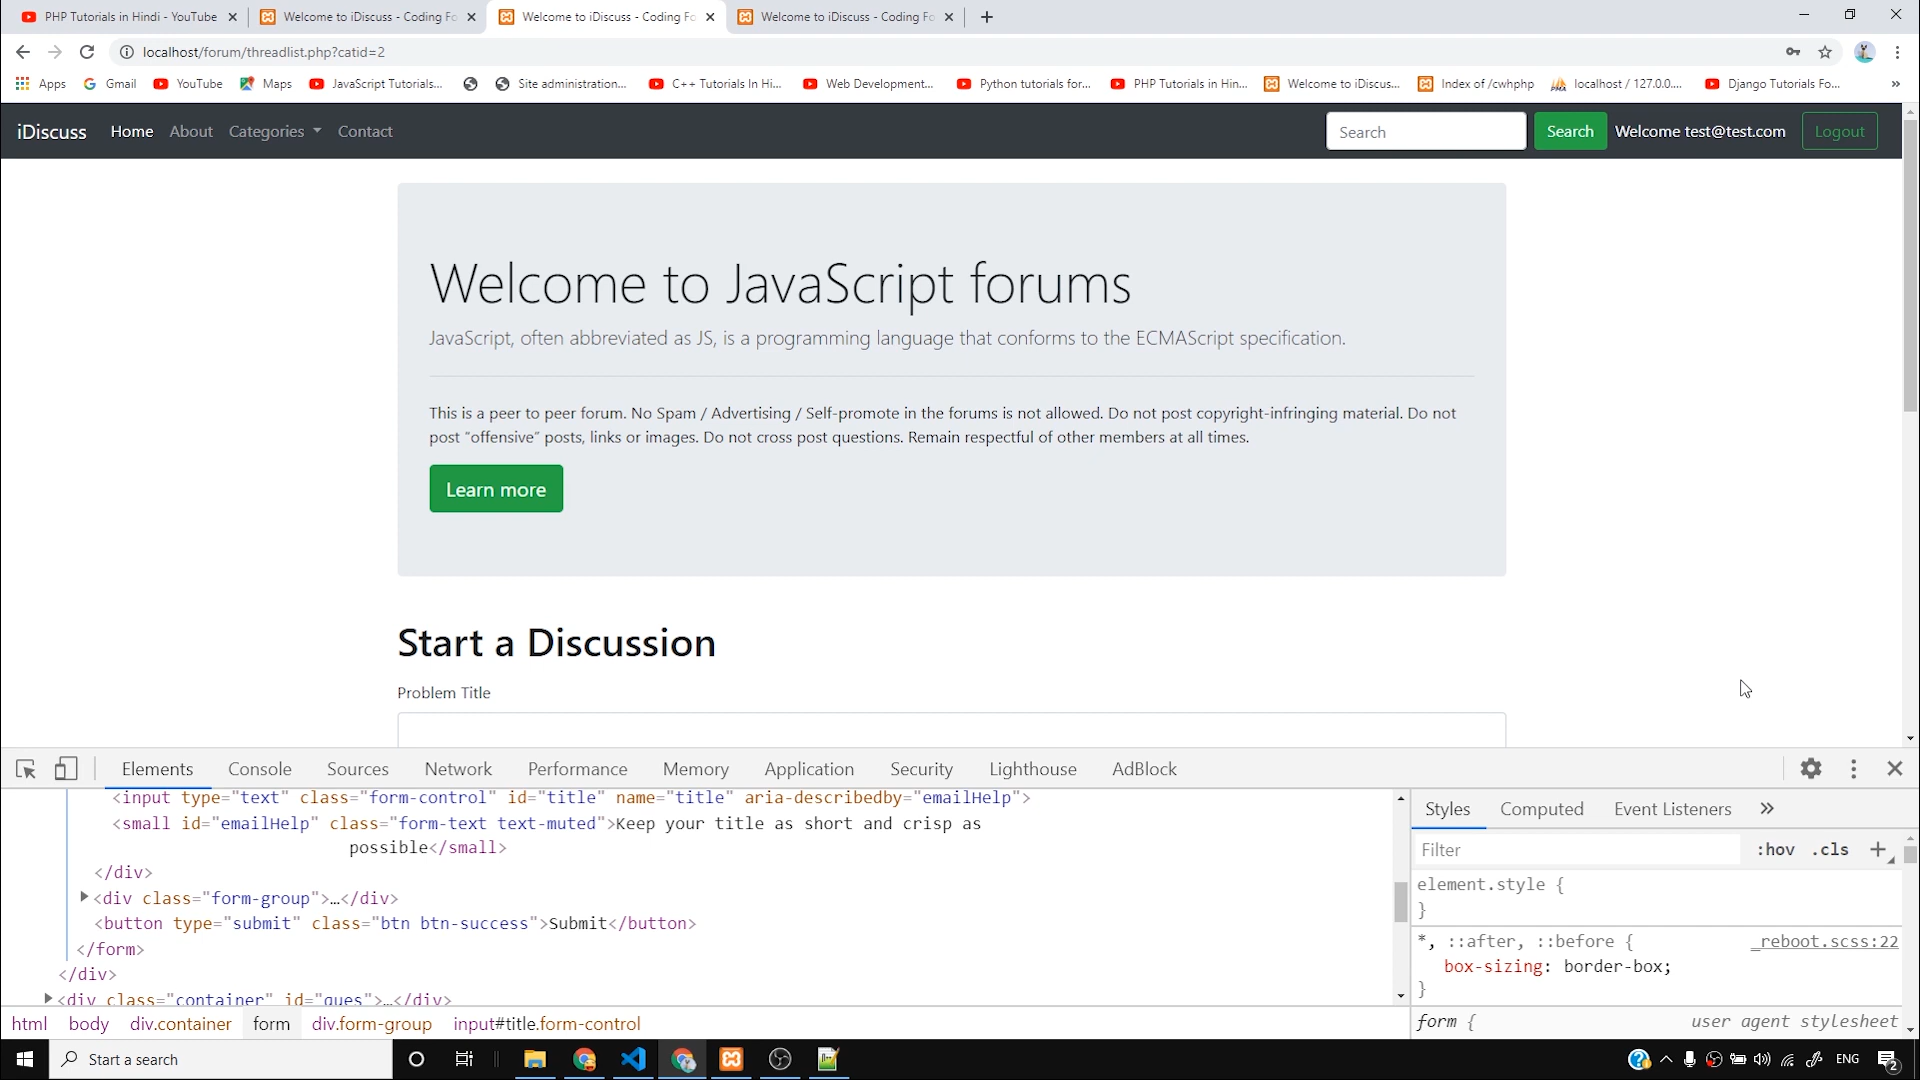 PHP Tutorials in Hindi - YouTube
Welcome to iDiscuss - Coding Fo
Welcome to iDiscuss - Coding Fo
Welcome to iDiscuss - Coding Fo
localhost/forum/threadlist.php?catid=2
Apps
Gmail
YouTube
Maps
JavaScript Tutorials...
Site administration...
C++ Tutorials In Hi...
Web Development...
Python tutorials for...
PHP Tutorials in Hin...
Welcome to iDiscus...
Index of /cwhphp
localhost / 127.0.0....
Django Tutorials Fo...
»
iDiscuss Home About Categories Contact
Search
Search
Welcome test@test.com
Logout
Welcome to JavaScript forums
JavaScript, often abbreviated as JS, is a programming language that conforms to the ECMAScript specification.
This is a peer to peer forum. No Spam / Advertising / Self-promote in the forums is not allowed. Do not post copyright-infringing material. Do not
post “offensive” posts, links or images. Do not cross post questions. Remain respectful of other members at all times.
Learn more
Start a Discussion
Problem Title
Elements Console Sources Network Performance Memory Application Security Lighthouse AdBlock
<input type="text" class="form-control" id="title" name="title" aria-describedby="emailHelp">
<small id="emailHelp" class="form-text text-muted">Keep your title as short and crisp as
possible</small>
</div>
<div class="form-group">…</div>
<button type="submit" class="btn btn-success">Submit</button>
</form>
</div>
<div class="container" id="ques">…</div>
html body div.container form div.form-group input#title.form-control
Styles Computed Event Listeners »
Filter
:hov .cls +
element.style {
}
*, ::after, ::before {
_reboot.scss:22
box-sizing: border-box;
}
form {
user agent stylesheet
Start a search
ENG
2